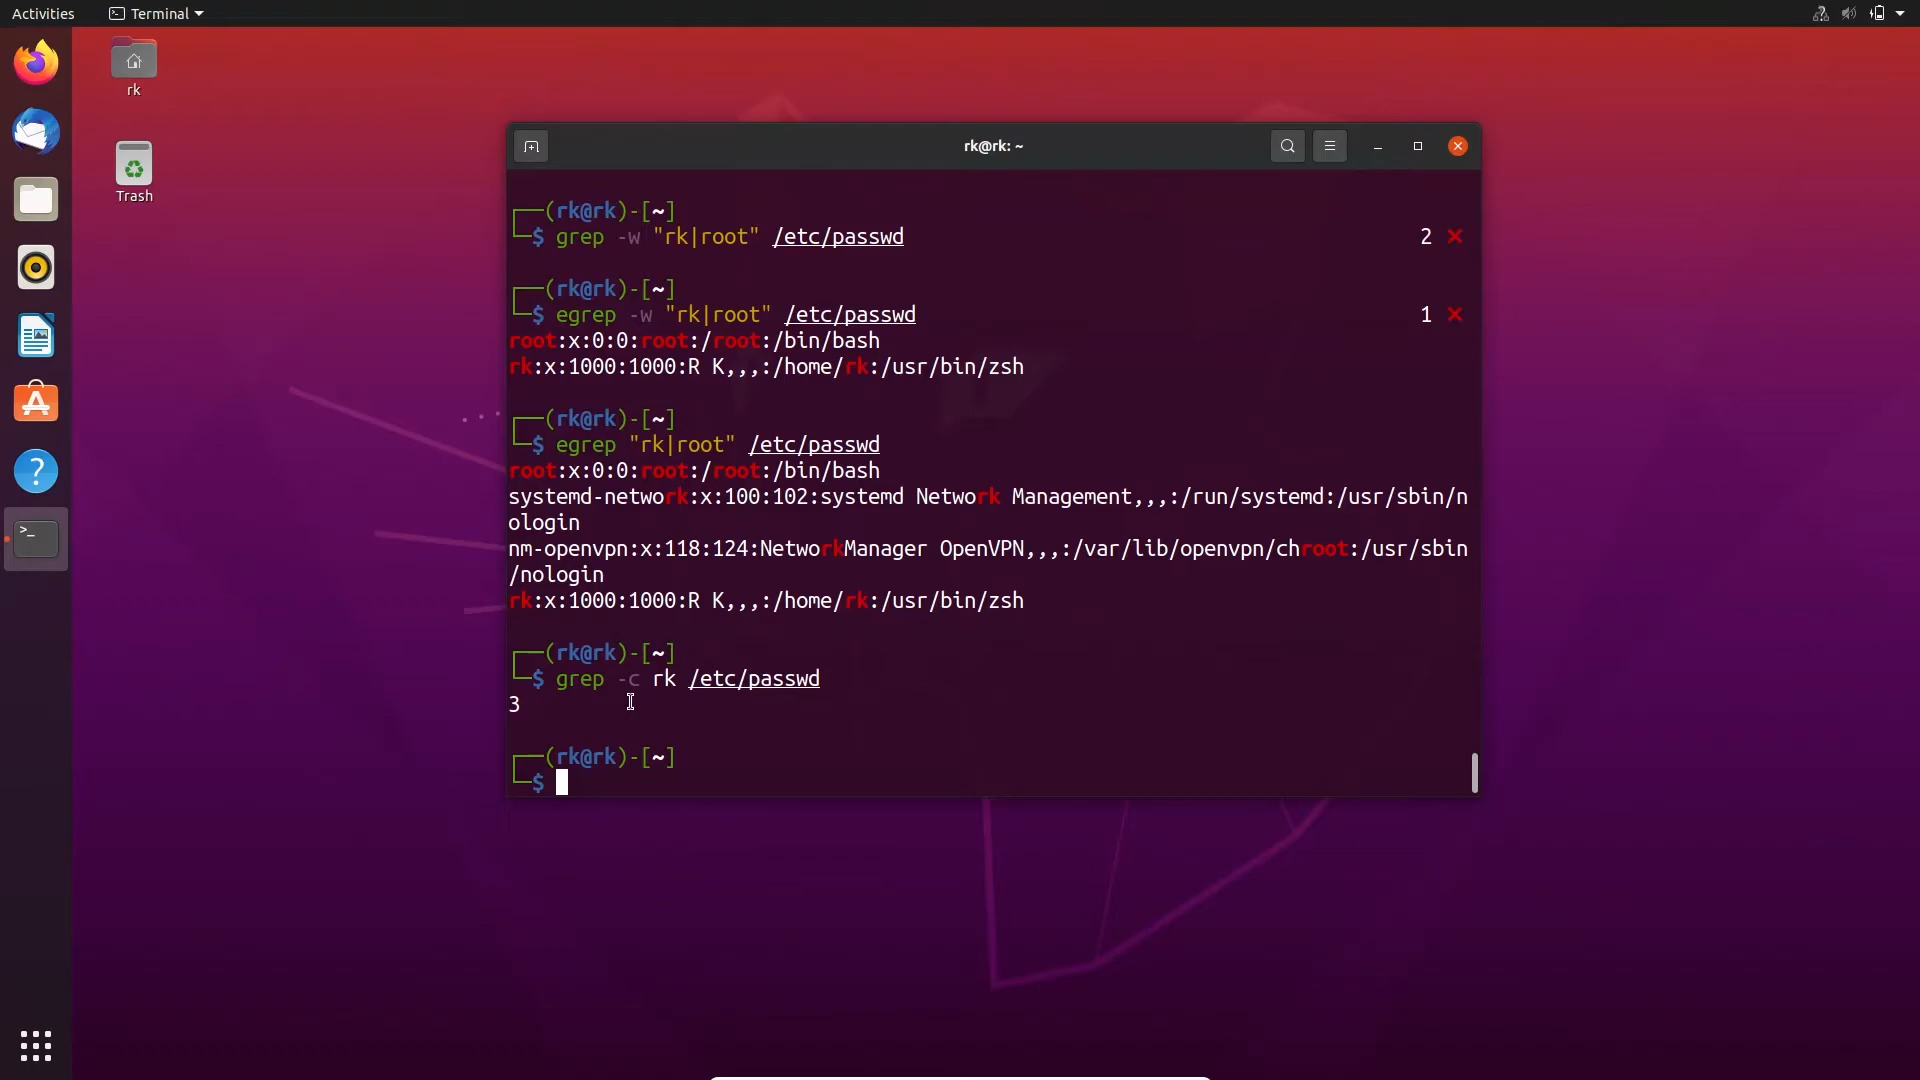 Activities
Terminal
rk
Trash
rk@rk: ~
┌──(rk@rk)-[~]
└─$ grep -w "rk|root" /etc/passwd 2 ✕
┌──(rk@rk)-[~]
└─$ egrep -w "rk|root" /etc/passwd 1 ✕
root:x:0:0:root:/root:/bin/bash
rk:x:1000:1000:R K,,,:/home/rk:/usr/bin/zsh
┌──(rk@rk)-[~]
└─$ egrep "rk|root" /etc/passwd
root:x:0:0:root:/root:/bin/bash
systemd-network:x:100:102:systemd Network Management,,,:/run/systemd:/usr/sbin/n
ologin
nm-openvpn:x:118:124:NetworkManager OpenVPN,,,:/var/lib/openvpn/chroot:/usr/sbin
/nologin
rk:x:1000:1000:R K,,,:/home/rk:/usr/bin/zsh
┌──(rk@rk)-[~]
└─$ grep -c rk /etc/passwd
3
┌──(rk@rk)-[~]
└─$